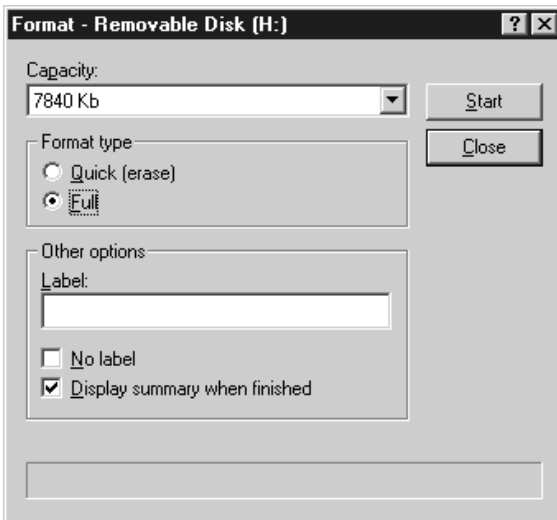 Format - Removable Disk (H:)
Capacity:
7840 Kb
Start
Format type
Close
Quick (erase)
Full
Other options
Label:
No label
Display summary when finished